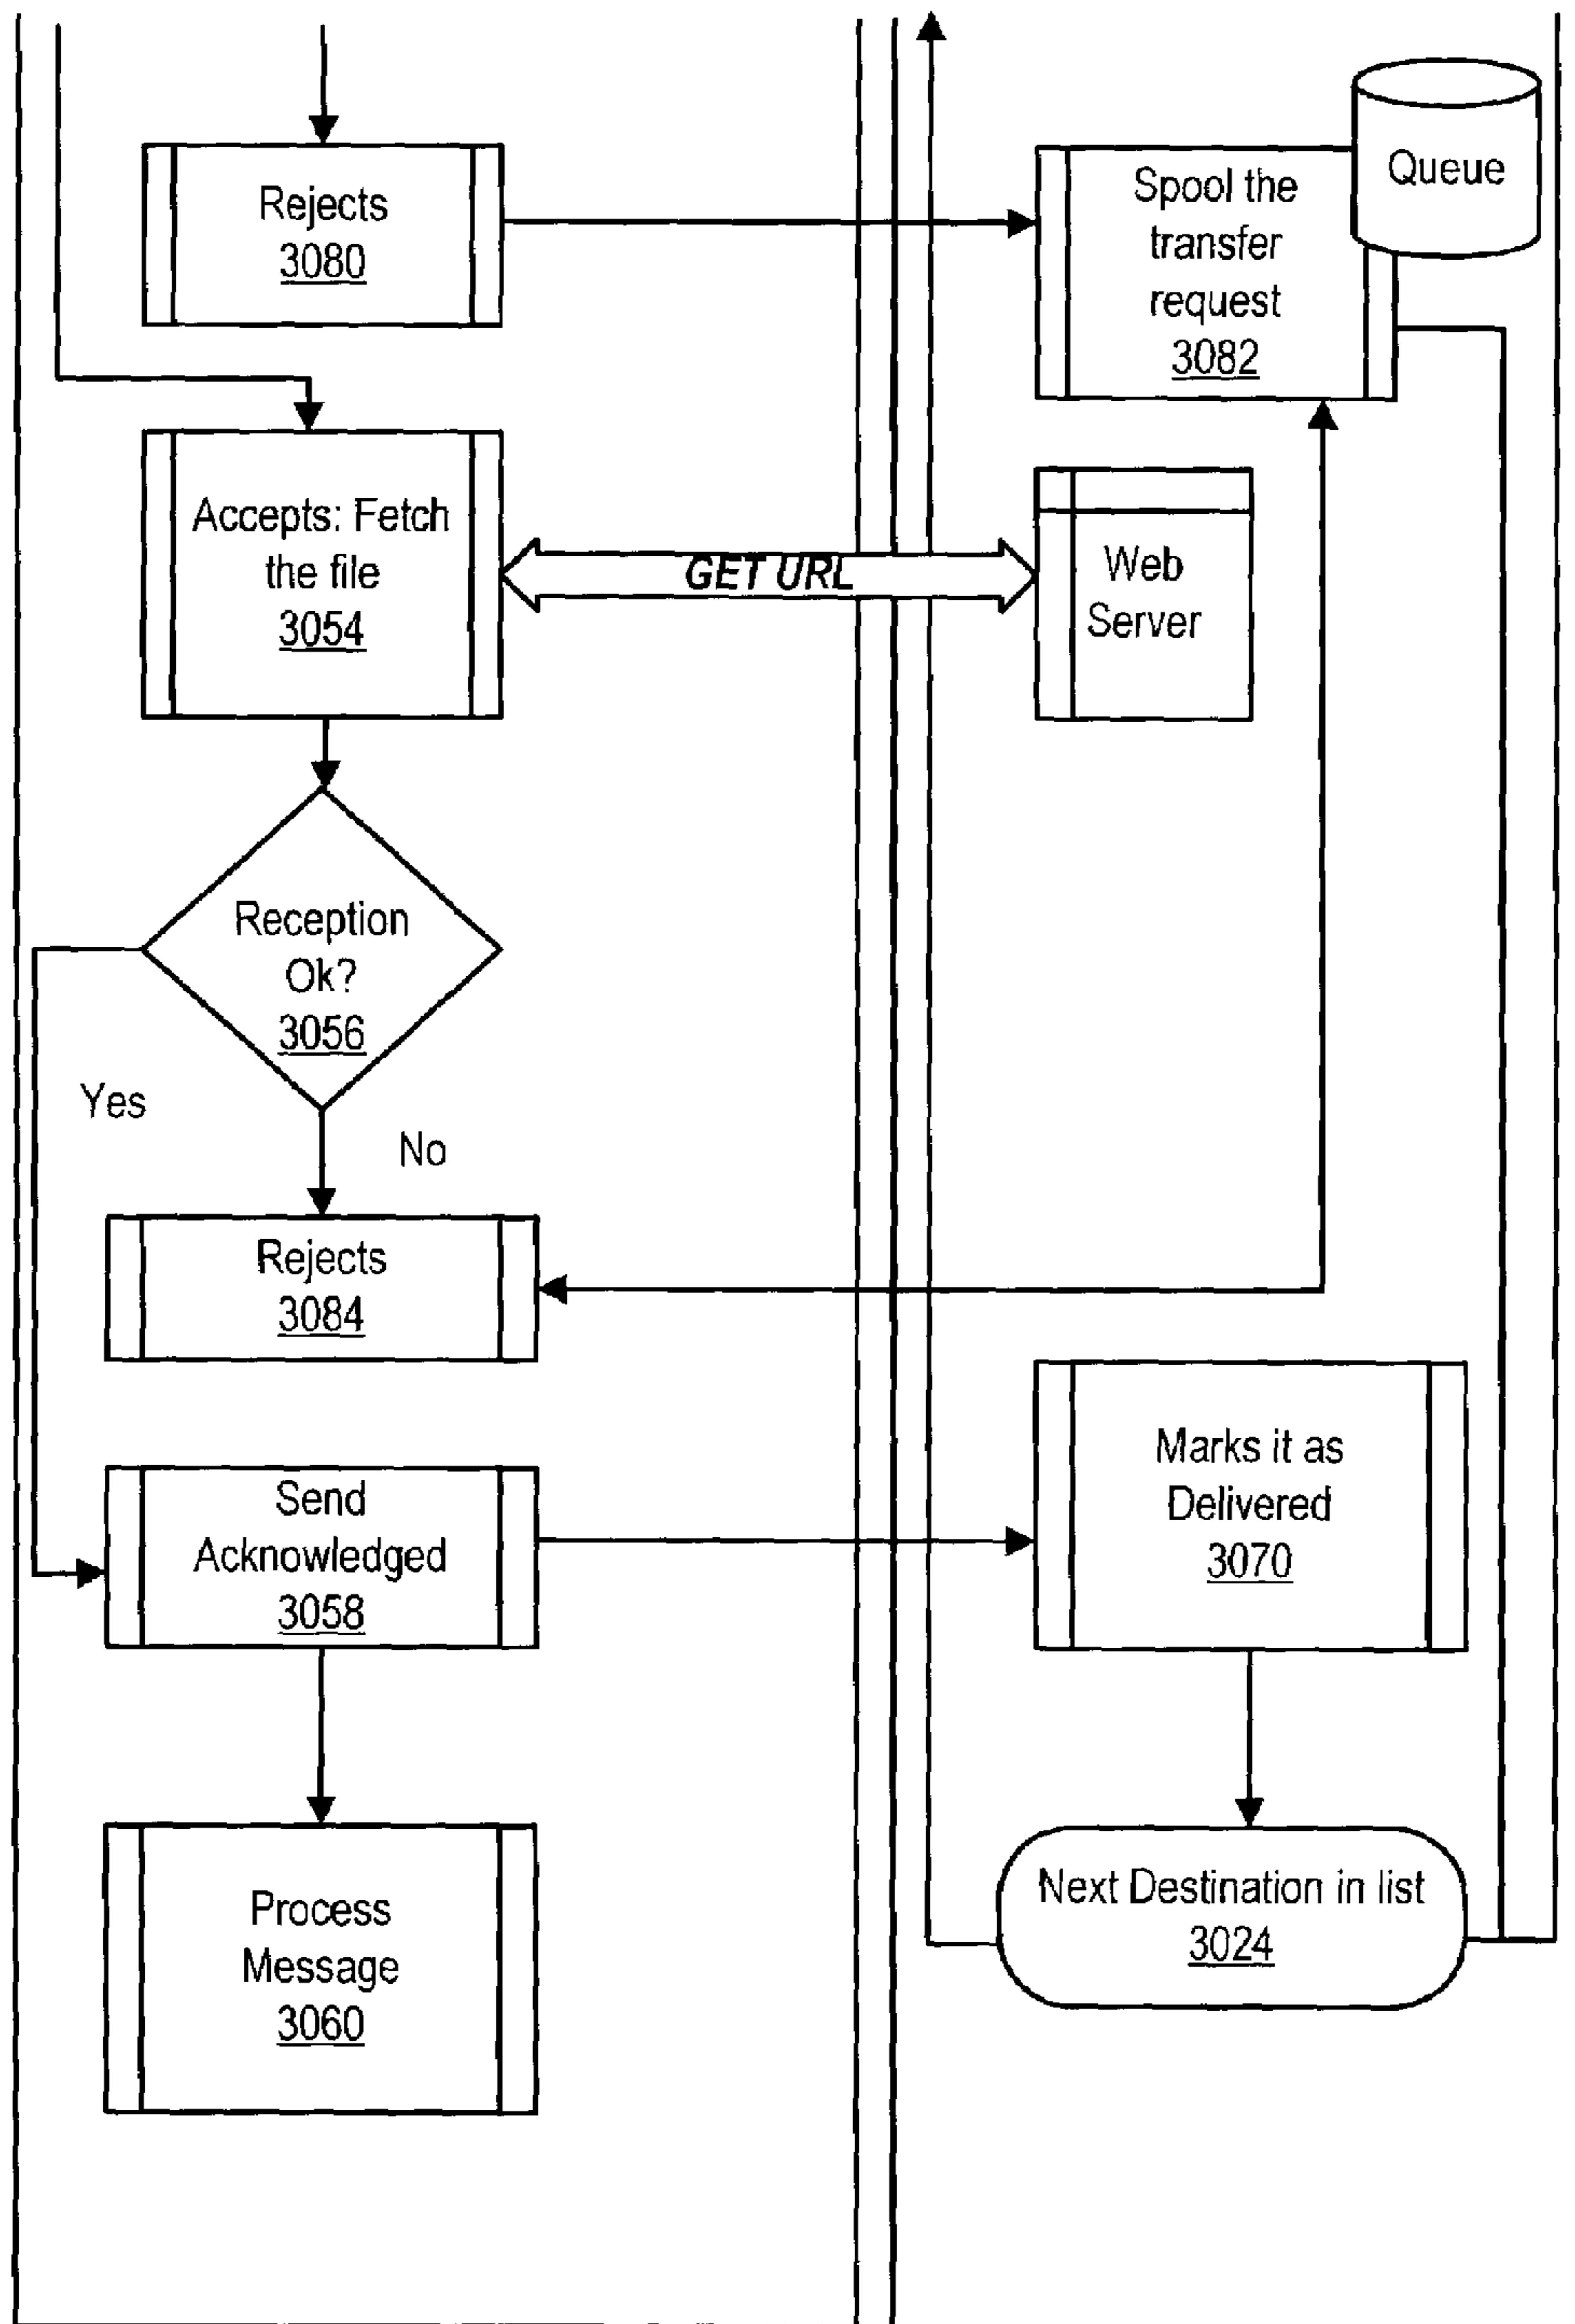 Rejects
3080
Spool the
transfer
request
3082
Queue
Accepts: Fetch
the file
3054
GET URL
Web
Server
Reception
Ok?
3056
Yes
No
Rejects
3084
Send
Acknowledged
3058
Marks it as
Delivered
3070
Process
Message
3060
Next Destination in list
3024